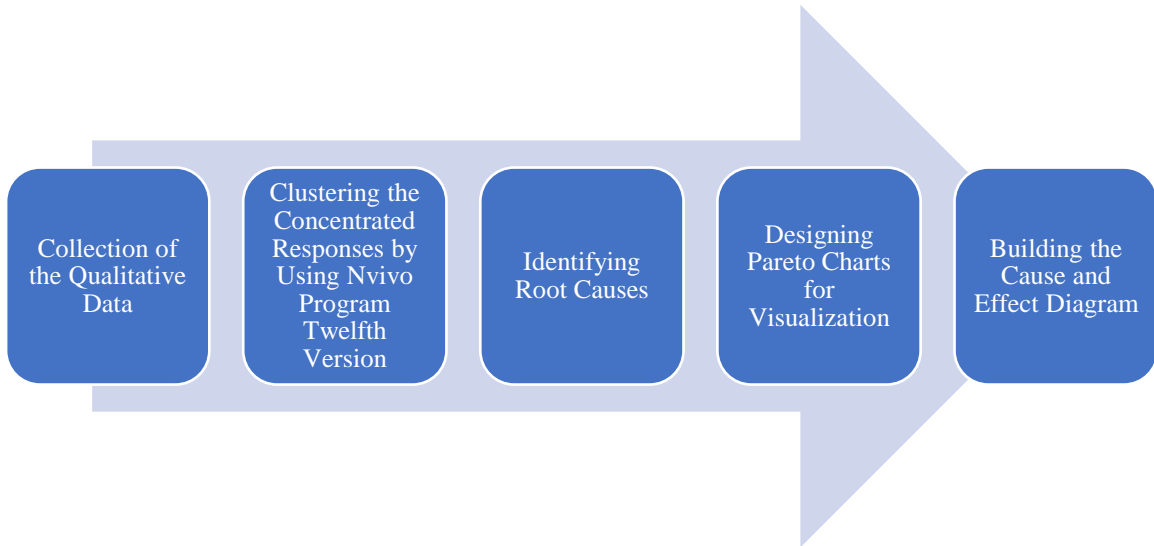 Collection of
the Qualitative
Data
Clustering the
Concentrated
Responses by
Using Nvivo
Program
Twelfth
Version
Identifying
Root Causes
Designing
Pareto Charts
for
Visualization
Building the
Cause and
Effect Diagram